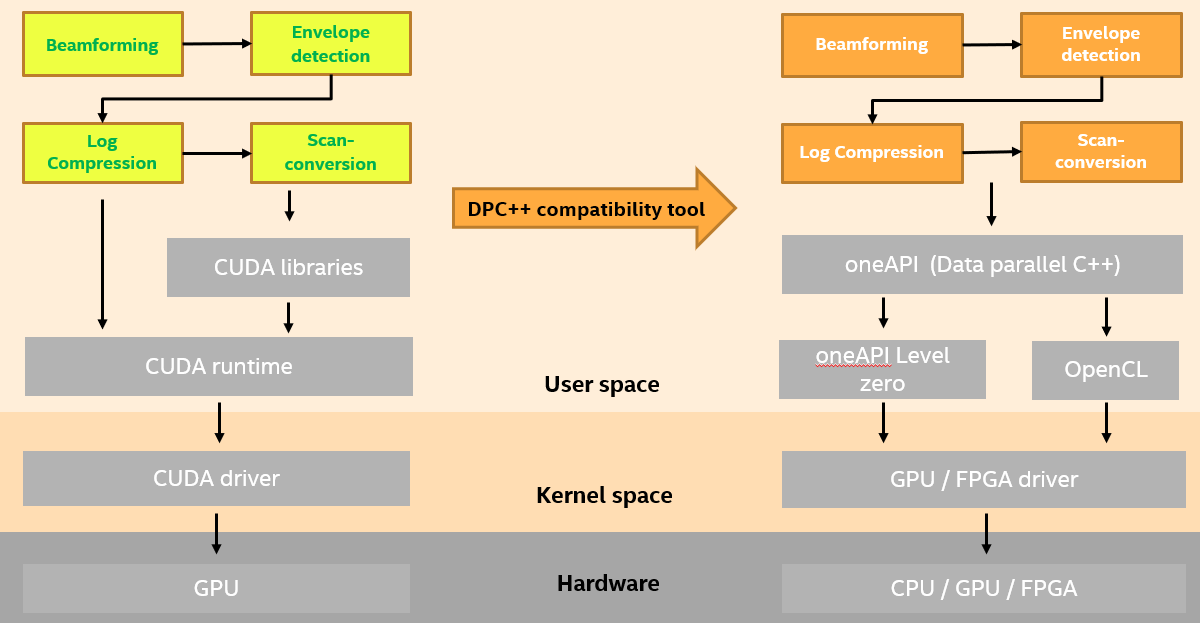 Beamforming
Envelope
detection
Log
Compression
Scan-
conversion
CUDA libraries
CUDA runtime
CUDA driver
GPU
DPC++ compatibility tool
User space
Kernel space
Hardware
Beamforming
Envelope
detection
Log Compression
Scan-
conversion
oneAPI  (Data parallel C++)
oneAPI Level
zero
OpenCL
GPU / FPGA driver
CPU / GPU / FPGA